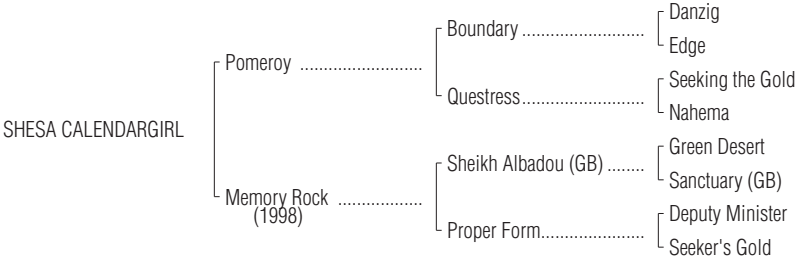 Danzig
Boundary ..........................
Edge
Pomeroy ..........................
Seeking the Gold
Questress..........................
Nahema
SHESA CALENDARGIRL
Green Desert
Sheikh Albadou (GB) ........
Sanctuary (GB)
Memory Rock ..................
(1998)
Deputy Minister
Proper Form......................
Seeker's Gold